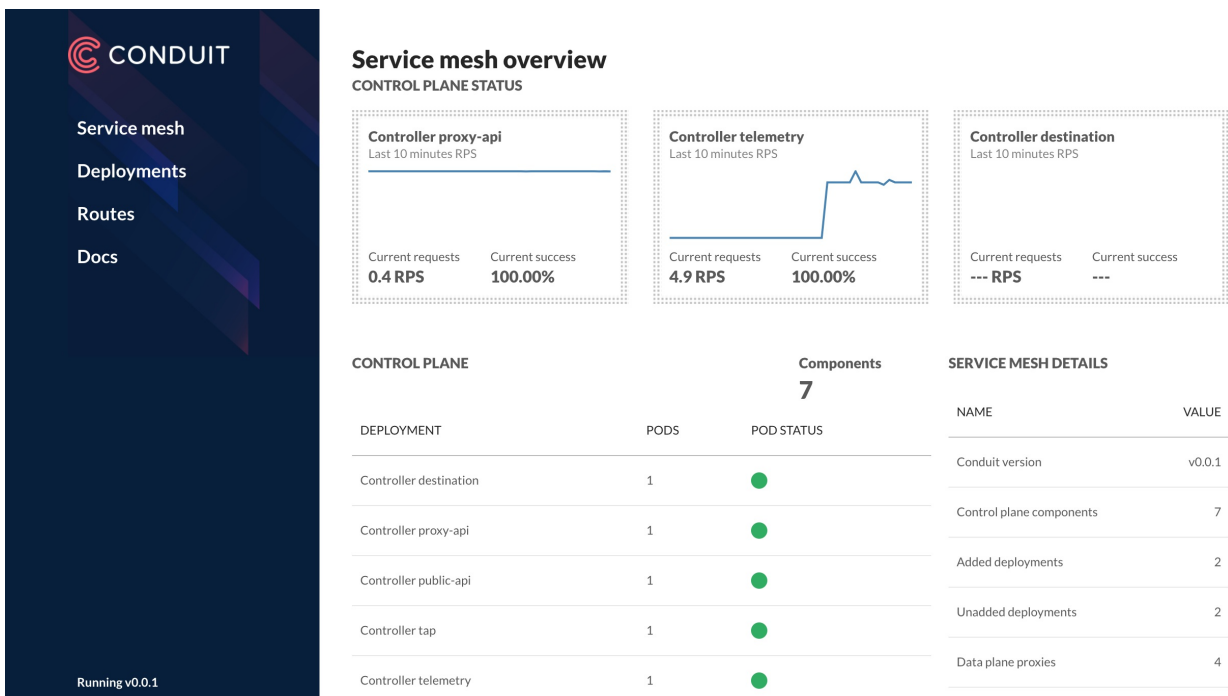 CONDUIT
Service mesh
Deployments
Routes
Docs
Running v0.0.1
Service mesh overview
CONTROL PLANE STATUS
Controller proxy-api
Last 10 minutes RPS
Current requests Current success
0.4 RPS 100.00%
Controller telemetry
Last 10 minutes RPS
Current requests Current success
4.9 RPS 100.00%
Controller destination
Last 10 minutes RPS
Current requests Current success
--- RPS ---
CONTROL PLANE
Components
7
DEPLOYMENT PODS POD STATUS
Controller destination 1
Controller proxy-api 1
Controller public-api 1
Controller tap 1
Controller telemetry 1
SERVICE MESH DETAILS
NAME VALUE
Conduit version v0.0.1
Control plane components 7
Added deployments 2
Unadded deployments 2
Data plane proxies 4